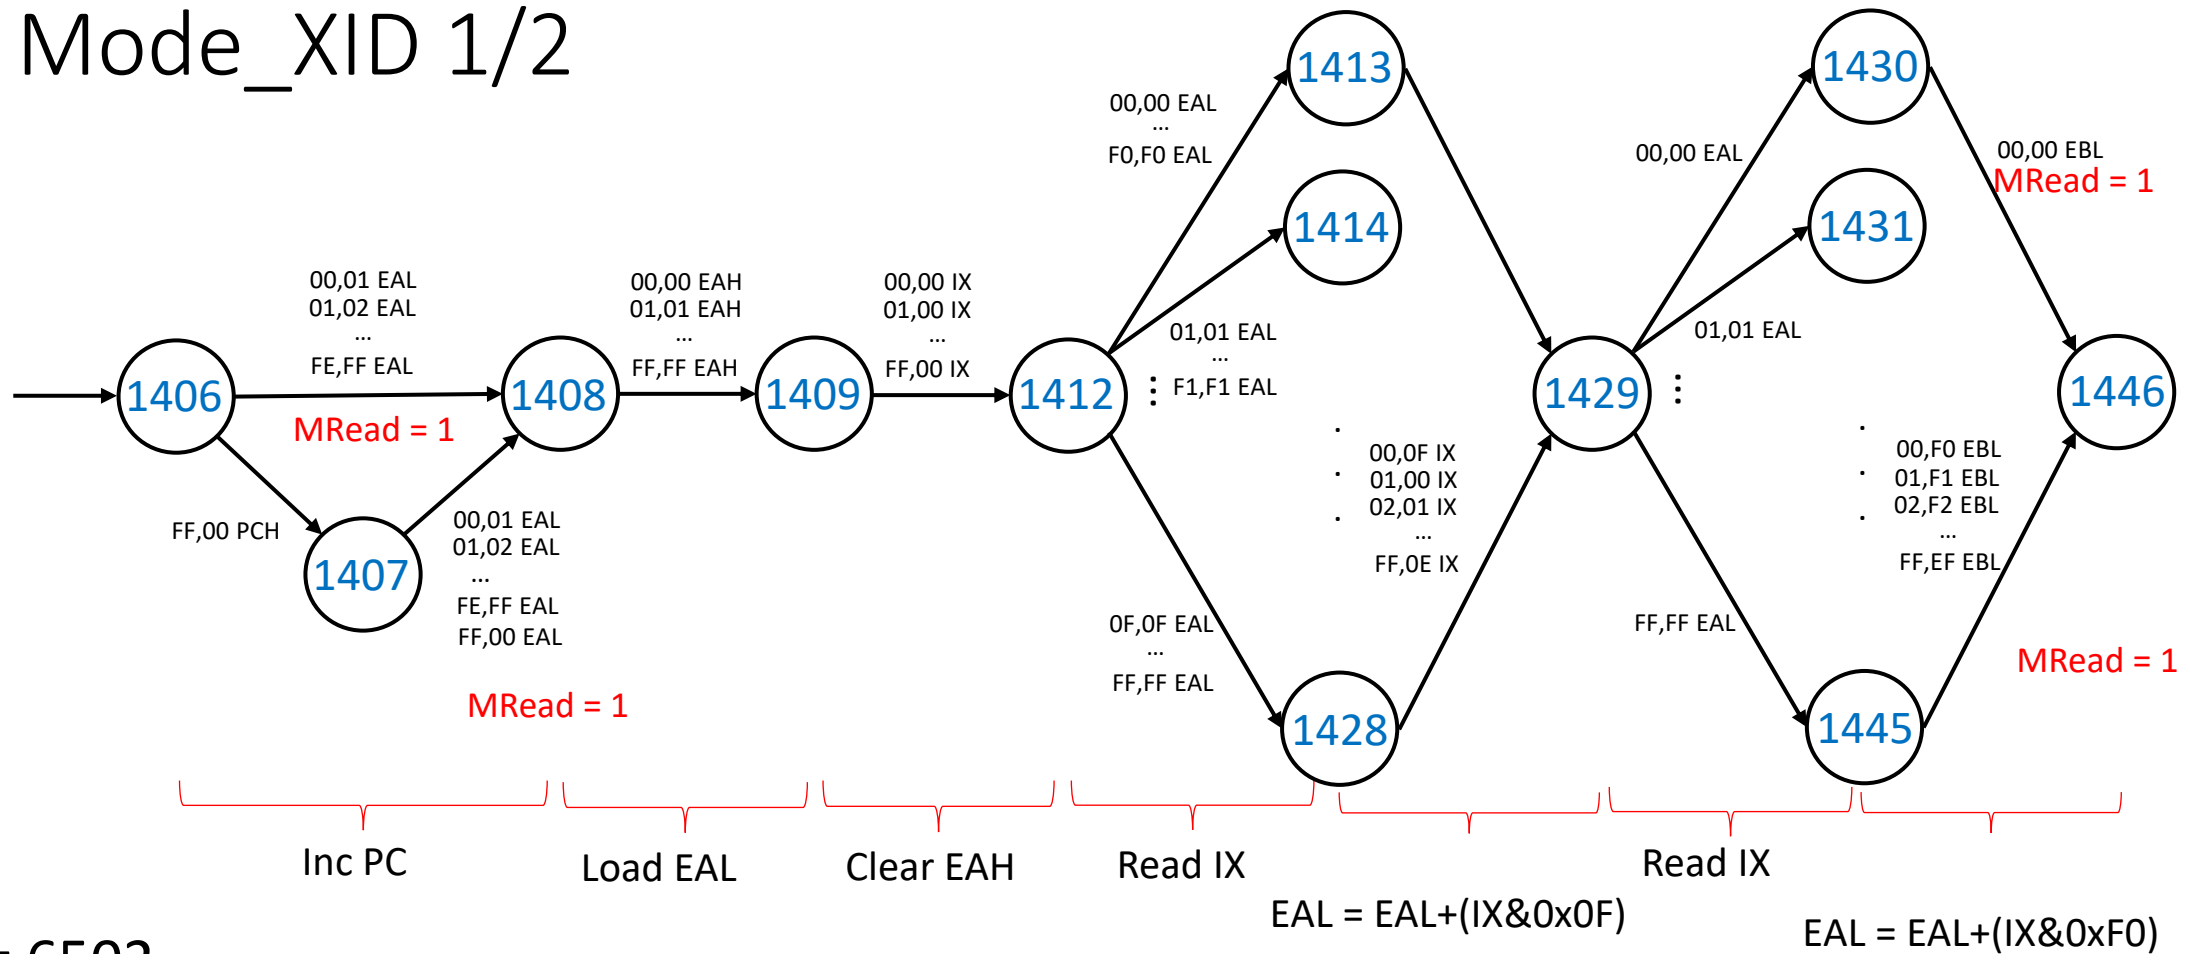 Mode_XID 1/2
1406
00,01 EAL
01,02 EAL
...
FE,FF EAL
MRead = 1
FF,00 PCH
1407
00,01 EAL
01,02 EAL
...
FE,FF EAL
FF,00 EAL
MRead = 1
1408
00,00 EAH
01,01 EAH
...
FF,FF EAH
1409
00,00 IX
01,00 IX
...
FF,00 IX
1412
00,00 EAL
...
F0,F0 EAL
1413
1414
01,01 EAL
...
F1,F1 EAL
00,0F IX
01,00 IX
02,01 IX
...
FF,0E IX
0F,0F EAL
...
FF,FF EAL
1428
1429
00,00 EAL
1430
1431
01,01 EAL
00,00 EBL
MRead = 1
00,F0 EBL
01,F1 EBL
02,F2 EBL
...
FF,EF EBL
FF,FF EAL
MRead = 1
1445
1446
Inc PC
Load EAL
Clear EAH
Read IX
EAL = EAL+(IX&0x0F)
Read IX
EAL = EAL+(IX&0xF0)